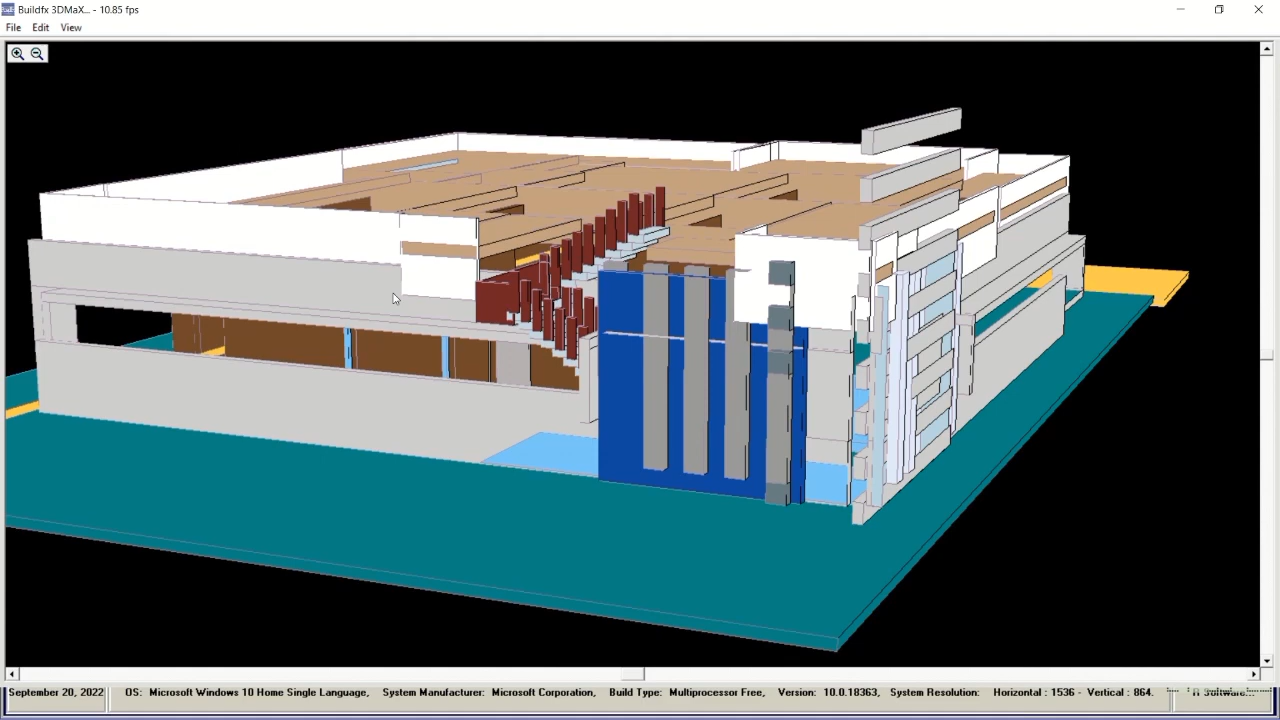 Buildfx 3DMaX... - 10.85 fps
File Edit View
September 20, 2022 OS: Microsoft Windows 10 Home Single Language, System Manufacturer: Microsoft Corporation, Build Type: Multiprocessor Free, Version: 10.0.18363, System Resolution: Horizontal : 1536 - Vertical : 864.